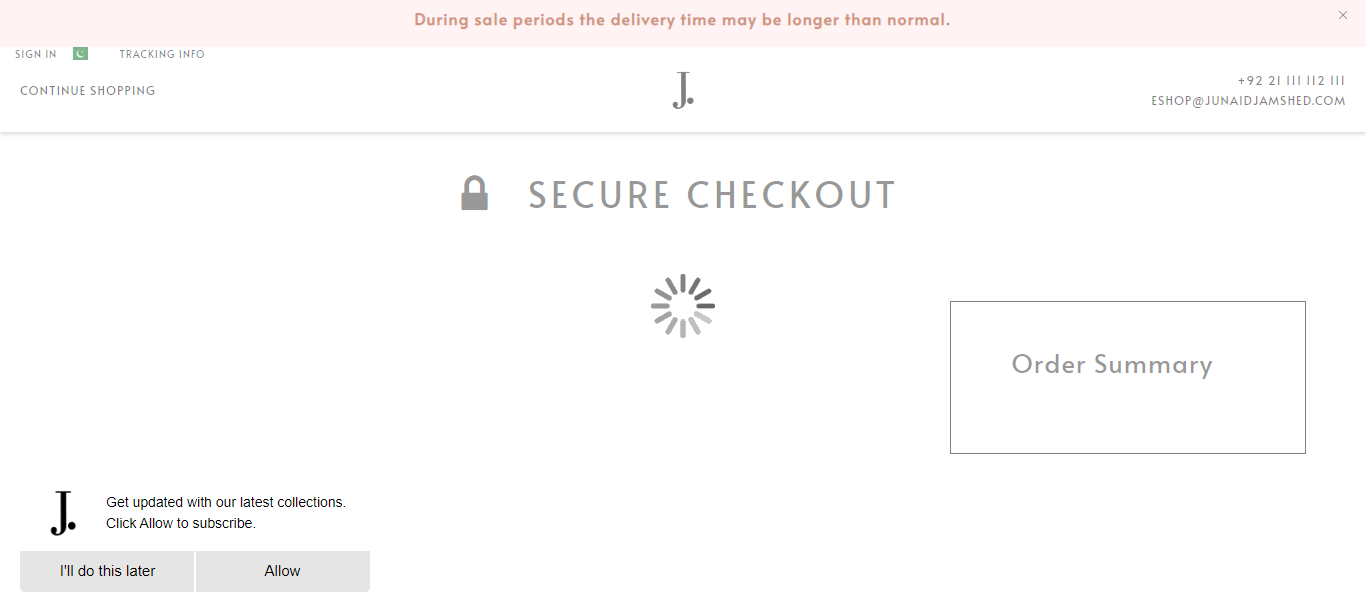 During sale periods the delivery time may be longer than normal.
SIGN IN TRACKING INFO
CONTINUE SHOPPING
J.
+92 21 111 112 111
ESHOP@JUNAIDJAMSHED.COM
SECURE CHECKOUT
Order Summary
J.
Get updated with our latest collections.
Click Allow to subscribe.
I'll do this later Allow